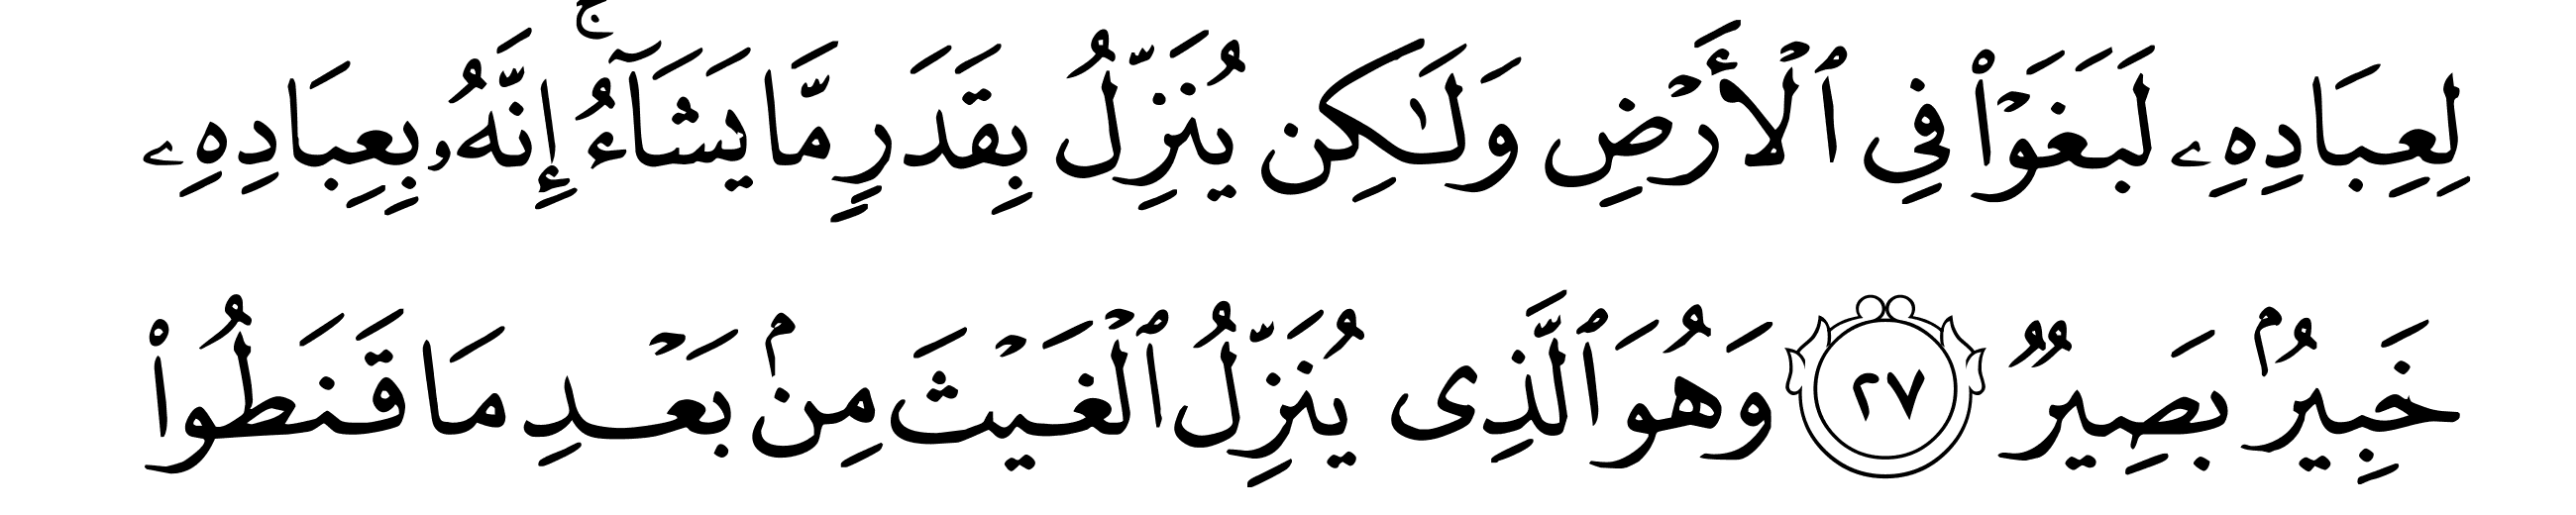 لِعِبَادِهِۦ لَبَغَوْا۟ فِى ٱلْأَرْضِ وَلَـٰكِن يُنَزِّلُ بِقَدَرٍ مَّا يَشَآءُ ۚ إِنَّهُۥ بِعِبَادِهِۦ
خَبِيرٌۢ بَصِيرٌ ٢٧ وَهُوَ ٱلَّذِى يُنَزِّلُ ٱلْغَيْثَ مِنۢ بَعْدِ مَا قَنَطُوا۟